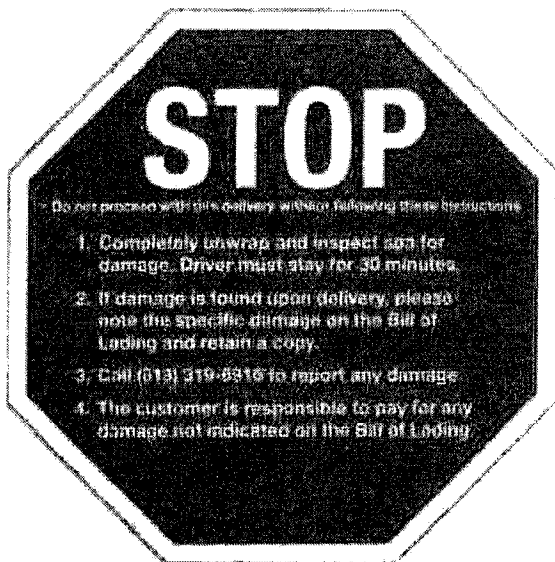 STOP
Do not proceed with this delivery without following these instructions
1. Completely unwrap and inspect spa for
damage. Driver must stay for 30 minutes.
2. If damage is found upon delivery, please
note the specific damage on the Bill of
Lading and retain a copy.
3. Call to report any damage
4. The customer is responsible to pay for any
damage not indicated on the Bill of Lading